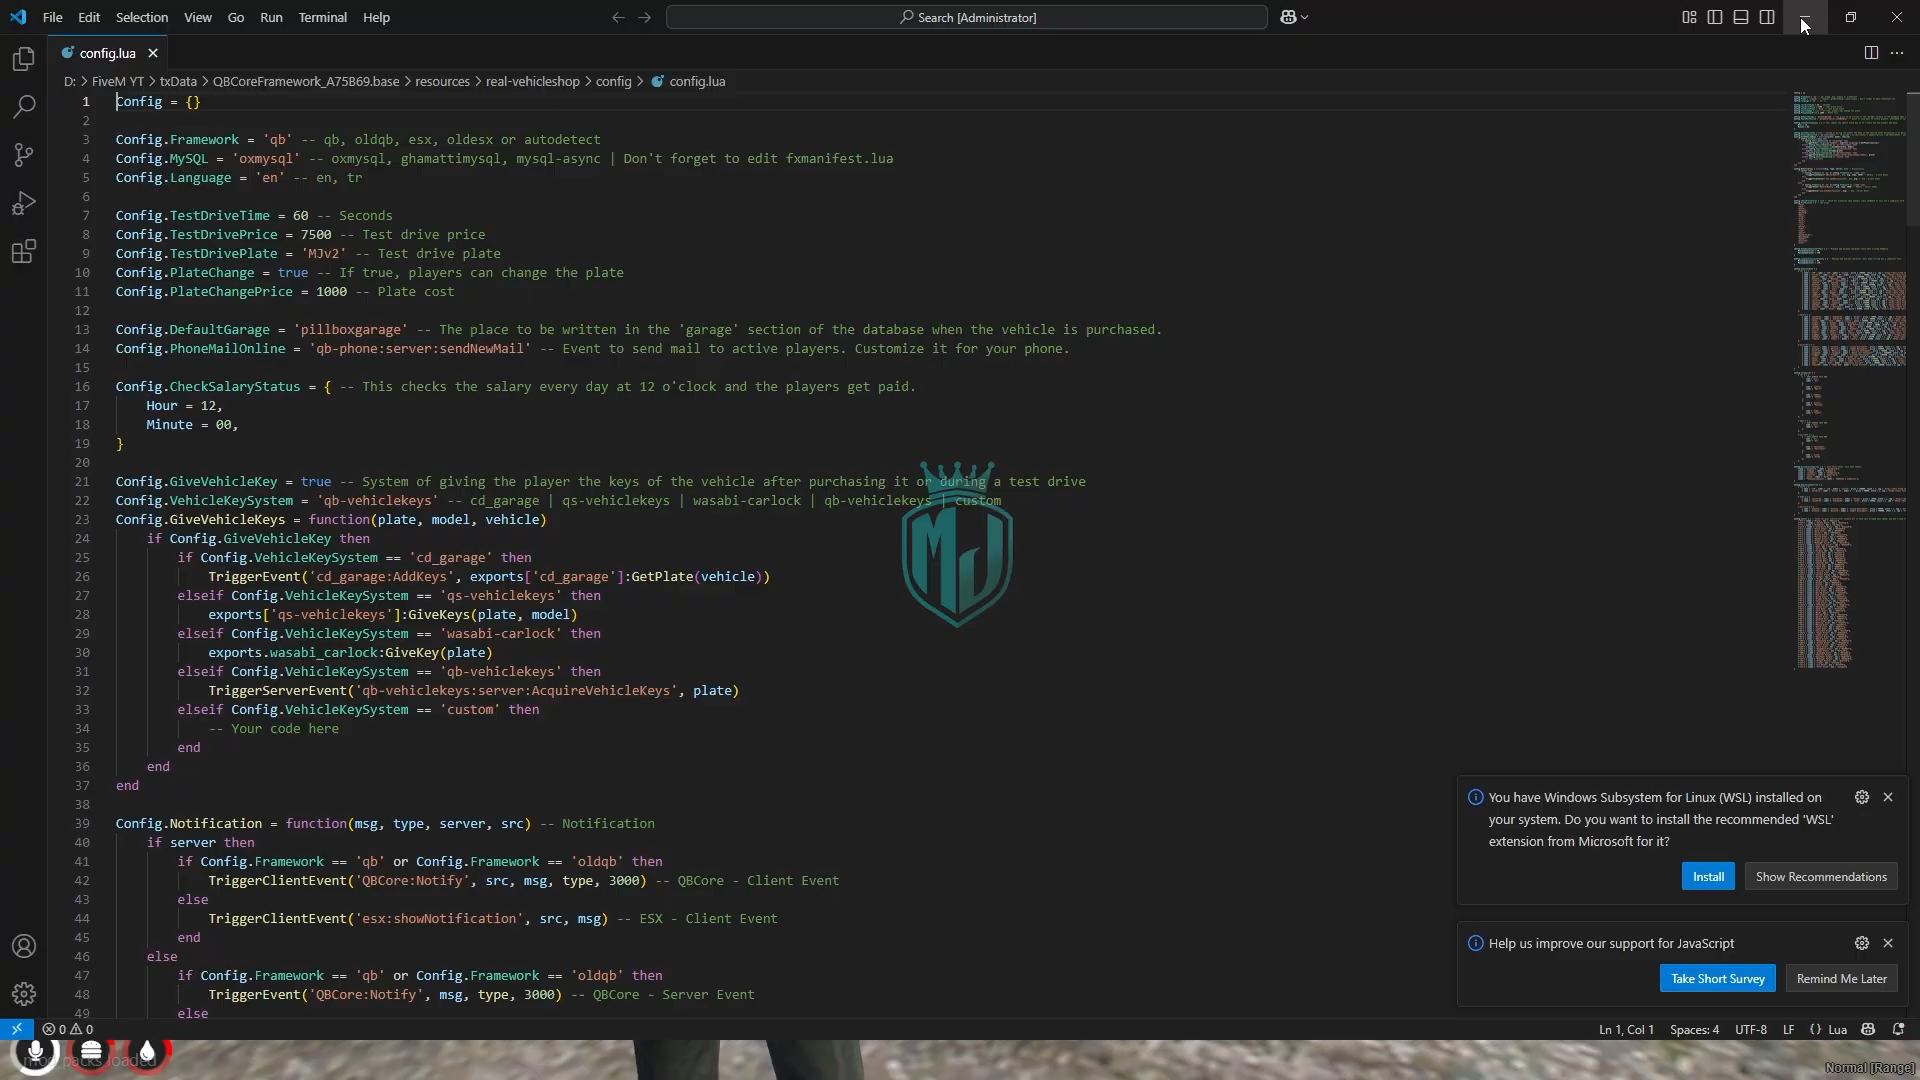 File Edit Selection View Go Run Terminal Help
Search [Administrator]
config.lua
D: > FiveM YT > txData > QBCoreFramework_A75B69.base > resources > real-vehicleshop > config > config.lua
1 Config = {}
2
3 Config.Framework = 'qb' -- qb, oldqb, esx, oldesx or autodetect
4 Config.MySQL = 'oxmysql' -- oxmysql, ghamattimysql, mysql-async | Don't forget to edit fxmanifest.lua
5 Config.Language = 'en' -- en, tr
6
7 Config.TestDriveTime = 60 -- Seconds
8 Config.TestDrivePrice = 7500 -- Test drive price
9 Config.TestDrivePlate = 'MJv2' -- Test drive plate
10 Config.PlateChange = true -- If true, players can change the plate
11 Config.PlateChangePrice = 1000 -- Plate cost
12
13 Config.DefaultGarage = 'pillboxgarage' -- The place to be written in the 'garage' section of the database when the vehicle is purchased.
14 Config.PhoneMailOnline = 'qb-phone:server:sendNewMail' -- Event to send mail to active players. Customize it for your phone.
15
16 Config.CheckSalaryStatus = { -- This checks the salary every day at 12 o'clock and the players get paid.
17 Hour = 12,
18 Minute = 00,
19 }
20
21 Config.GiveVehicleKey = true -- System of giving the player the keys of the vehicle after purchasing it or during a test drive
22 Config.VehicleKeySystem = 'qb-vehiclekeys' -- cd_garage | qs-vehiclekeys | wasabi-carlock | qb-vehiclekeys | custom
23 Config.GiveVehicleKeys = function(plate, model, vehicle)
24 if Config.GiveVehicleKey then
25 if Config.VehicleKeySystem == 'cd_garage' then
26 TriggerEvent('cd_garage:AddKeys', exports['cd_garage']:GetPlate(vehicle))
27 elseif Config.VehicleKeySystem == 'qs-vehiclekeys' then
28 exports['qs-vehiclekeys']:GiveKeys(plate, model)
29 elseif Config.VehicleKeySystem == 'wasabi-carlock' then
30 exports.wasabi_carlock:GiveKey(plate)
31 elseif Config.VehicleKeySystem == 'qb-vehiclekeys' then
32 TriggerServerEvent('qb-vehiclekeys:server:AcquireVehicleKeys', plate)
33 elseif Config.VehicleKeySystem == 'custom' then
34 -- Your code here
35 end
36 end
37 end
38
39 Config.Notification = function(msg, type, server, src) -- Notification
40 if server then
41 if Config.Framework == 'qb' or Config.Framework == 'oldqb' then
42 TriggerClientEvent('QBCore:Notify', src, msg, type, 3000) -- QBCore - Client Event
43 else
44 TriggerClientEvent('esx:showNotification', src, msg) -- ESX - Client Event
45 end
46 else
47 if Config.Framework == 'qb' or Config.Framework == 'oldqb' then
48 TriggerEvent('QBCore:Notify', msg, type, 3000) -- QBCore - Server Event
49 else
MJ
You have Windows Subsystem for Linux (WSL) installed on
your system. Do you want to install the recommended 'WSL'
extension from Microsoft for it?
Install Show Recommendations
Help us improve our support for JavaScript
Take Short Survey Remind Me Later
0 0 Ln 1, Col 1 Spaces: 4 UTF-8 LF {} Lua
packs loaded
Normal [Range]